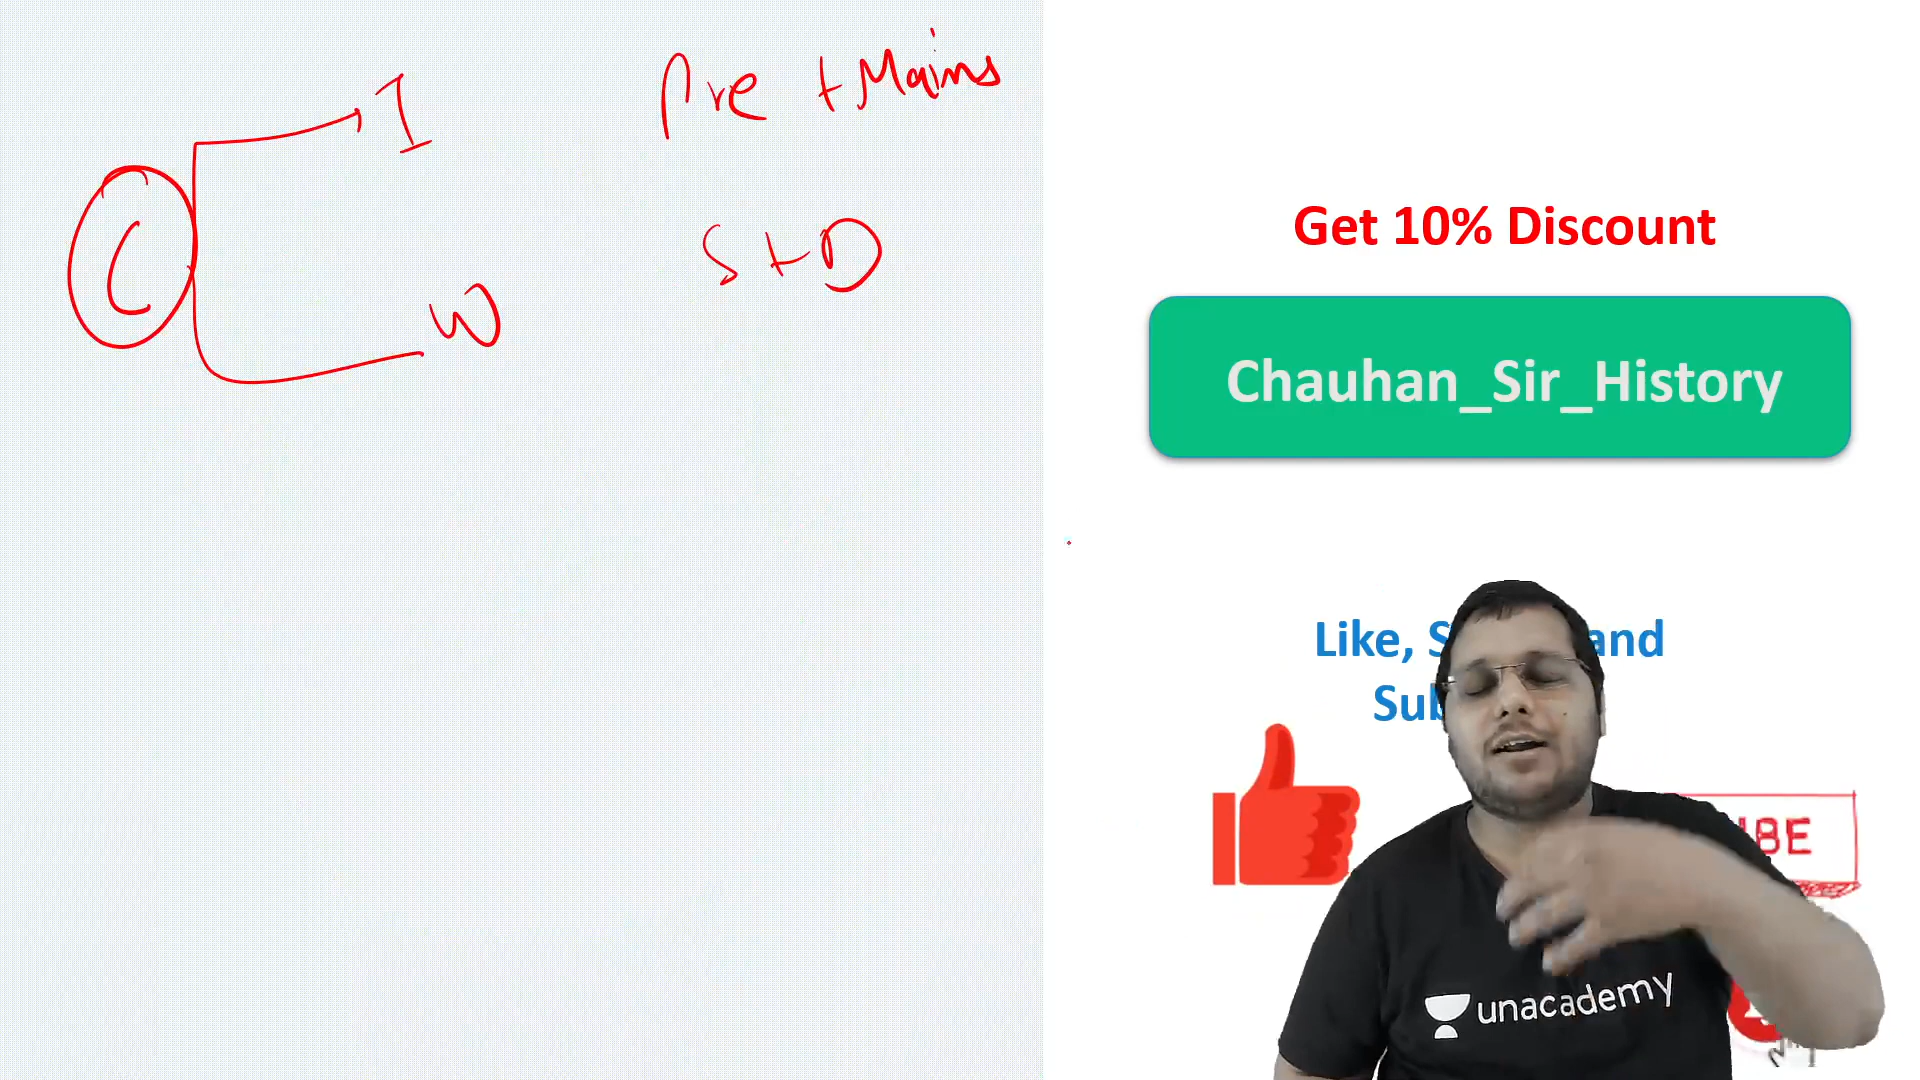 I
Pre + Mains
C
S + D
W
Get 10% Discount
Chauhan_Sir_History
Like, and
unacademy